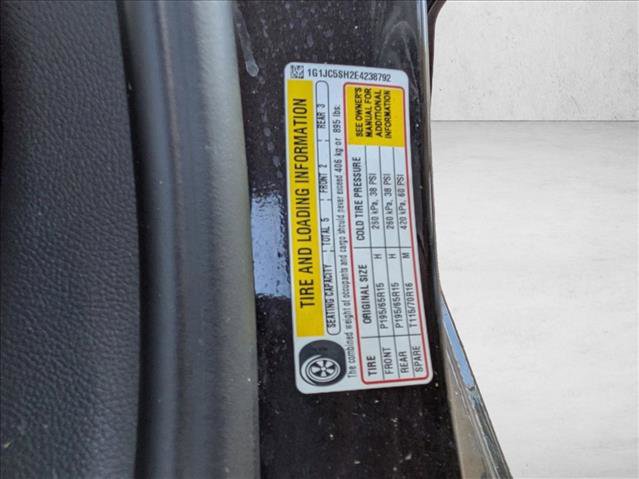 1G1JC5SH2E4238792
TIRE AND LOADING INFORMATION
SEATING CAPACITY TOTAL 5 FRONT 2 REAR 3
The combined weight of occupants and cargo should never exceed 406 kg or 895 lbs.
TIRE ORIGINAL SIZE COLD TIRE PRESSURE
FRONT P195/65R15 H 260 kPa, 38 PSI
REAR P195/65R15 H 260 kPa, 38 PSI
SPARE T115/70R16 M 420 kPa, 60 PSI
SEE OWNER'S
MANUAL FOR
ADDITIONAL
INFORMATION